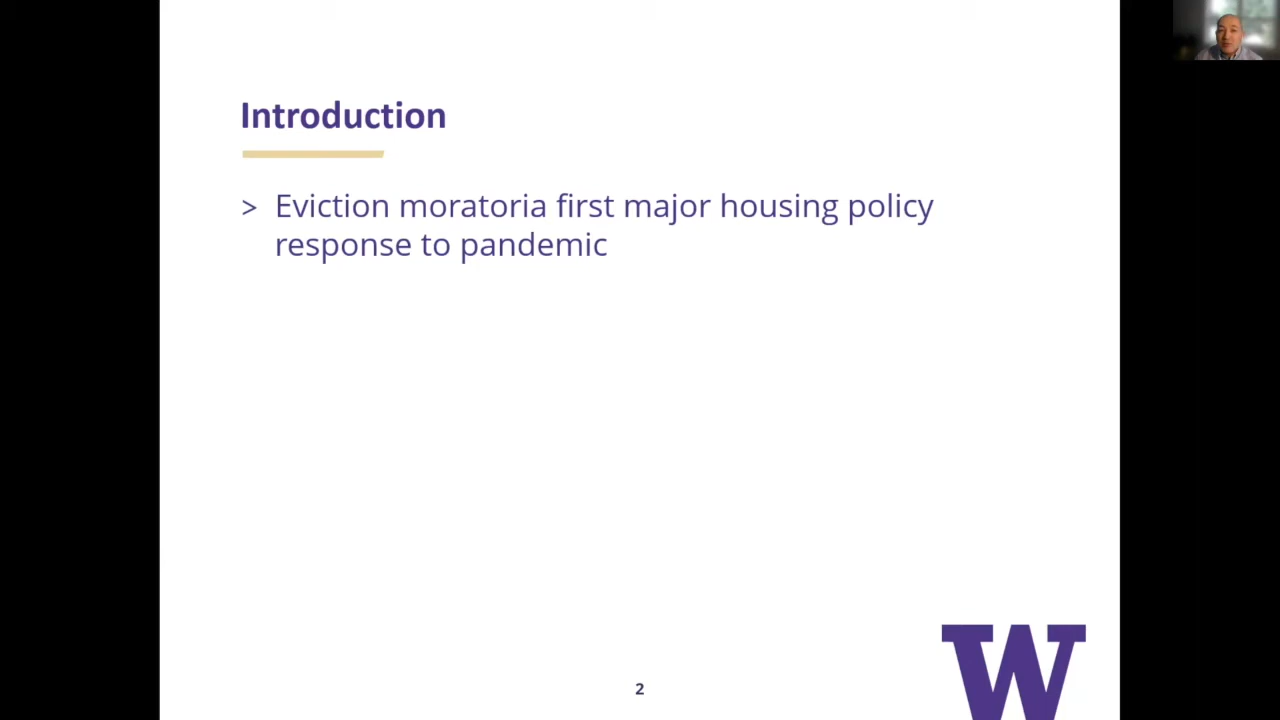 Introduction
> Eviction moratoria first major housing policy
response to pandemic
2
W